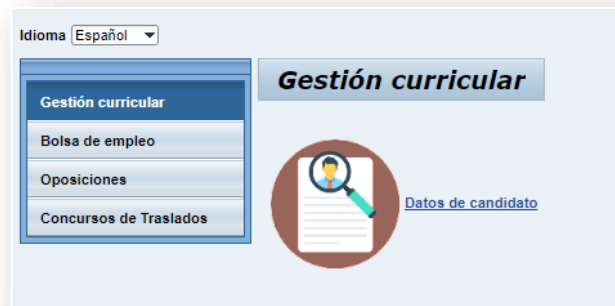 Idioma Español
Gestión curricular
Gestión curricular
Bolsa de empleo
Oposiciones
Concursos de Traslados
Datos de candidato